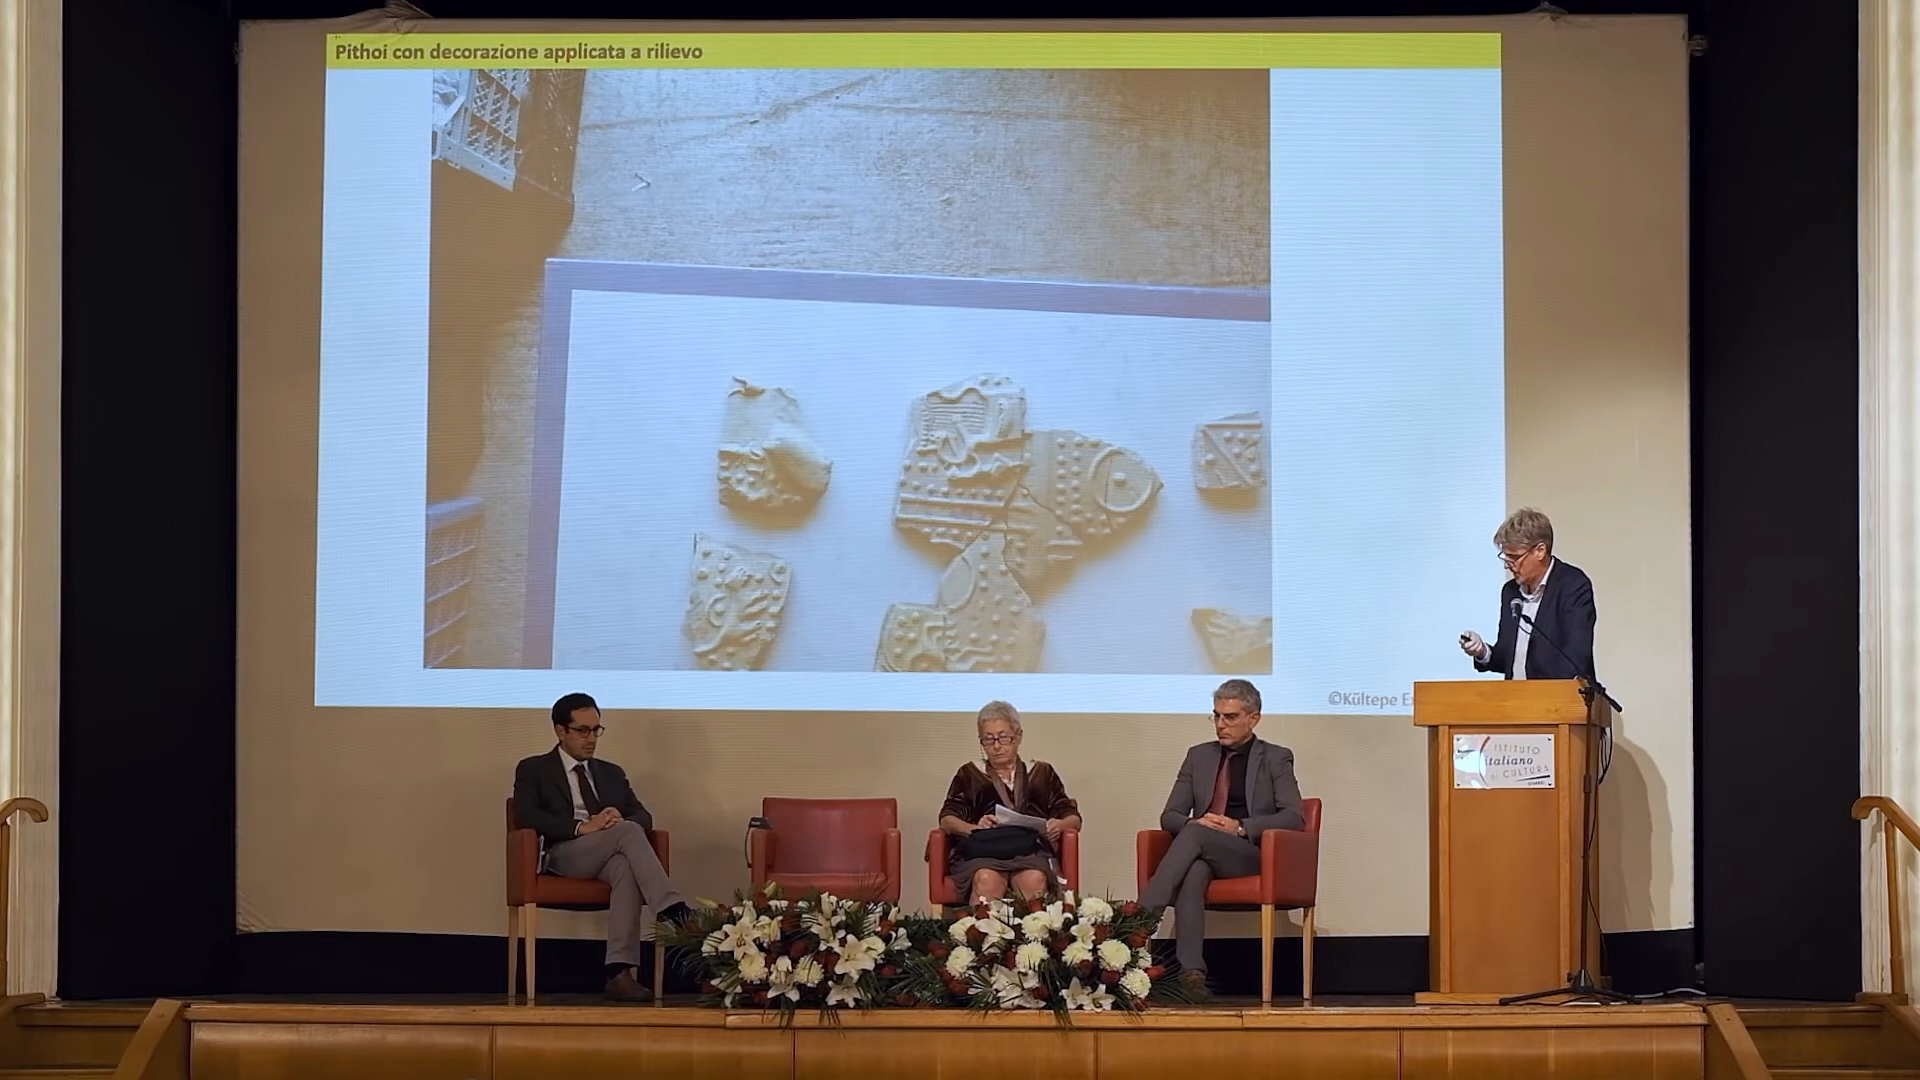 Pithoi con decorazione applicata a rilievo
©Kültepe
ISTITUTO
italiano
DI CULTURA